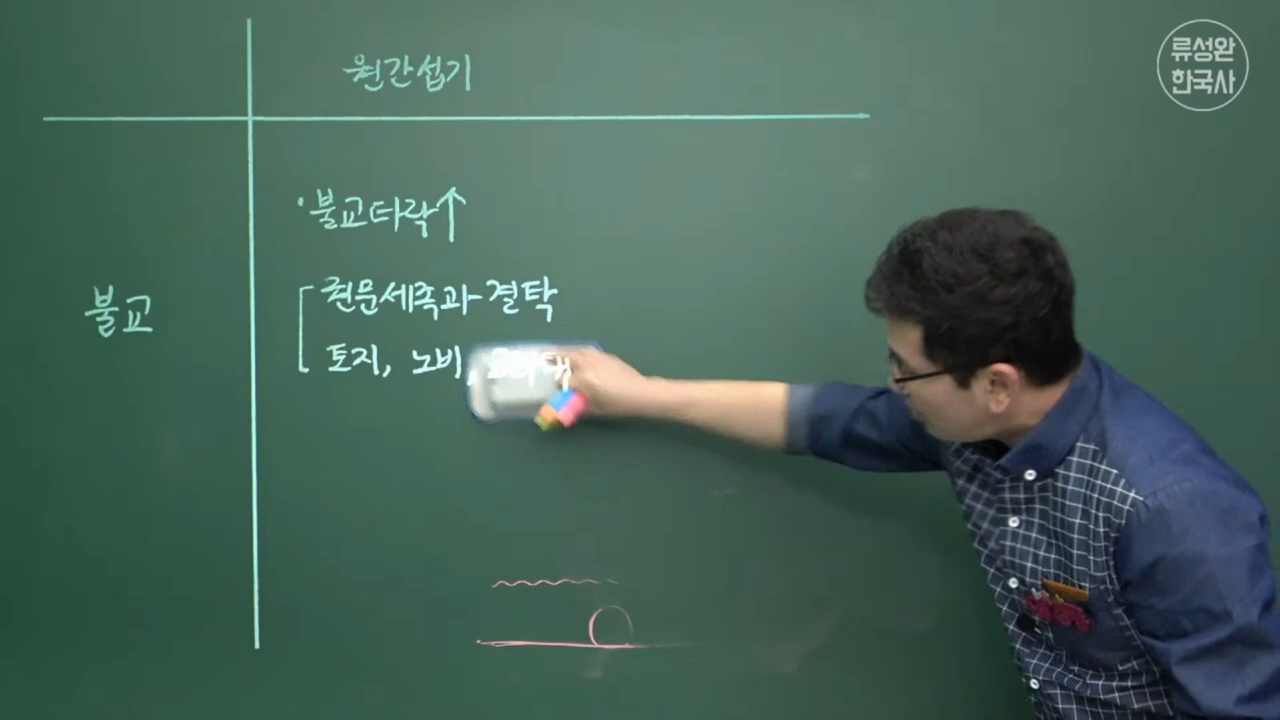 류성완
한국사
원간섭기
·불교타락↑
불교
권문세족과 결탁
토지, 노비,